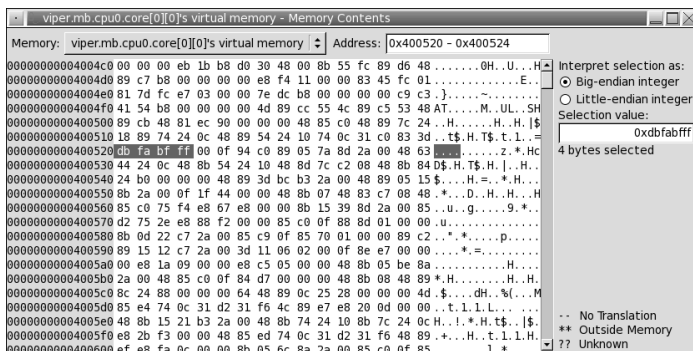 viper.mb.cpu0.core[0][0]'s virtual memory - Memory Contents
Memory: viper.mb.cpu0.core[0][0]'s virtual memory Address: 0x400520 - 0x400524
00000000004004c0 00 00 00 eb 1b b8 d0 30 48 00 8b 55 fc 89 d6 48 .......0H..U...H
00000000004004d0 89 c7 b8 00 00 00 00 e8 f4 11 00 00 83 45 fc 01 .............E..
00000000004004e0 81 7d fc e7 03 00 00 7e dc b8 00 00 00 00 c9 c3 .}.....~........
00000000004004f0 41 54 b8 00 00 00 00 4d 89 cc 55 4c 89 c5 53 48 AT.....M..UL..SH
0000000000400500 89 cb 48 81 ec 90 00 00 00 48 85 c0 48 89 7c 24 ..H......H..H.|$
0000000000400510 18 89 74 24 0c 48 89 54 24 10 74 0c 31 c0 83 3d ..t$.H.T$.t.1..=
0000000000400520 db fa bf ff 00 0f 94 c0 89 05 7a 8d 2a 00 48 63 ..........z.*.Hc
0000000000400530 44 24 0c 48 8b 54 24 10 48 8d 7c c2 08 48 8b 84 D$.H.T$.H.|..H..
0000000000400540 24 b0 00 00 00 48 89 3d bc b3 2a 00 48 89 05 15 $....H.=..*.H...
0000000000400550 8b 2a 00 0f 1f 44 00 00 48 8b 07 48 83 c7 08 48 .*...D..H..H...H
0000000000400560 85 c0 75 f4 e8 67 e8 00 00 8b 15 39 8d 2a 00 85 ..u..g.....9.*..
0000000000400570 d2 75 2e e8 88 f2 00 00 85 c0 0f 88 8d 01 00 00 .u..............
0000000000400580 8b 0d 22 c7 2a 00 85 c9 0f 85 70 01 00 00 89 c2 ..".*.....p.....
0000000000400590 89 15 12 c7 2a 00 3d 11 06 02 00 0f 8e e7 00 00 ....*.=.........
00000000004005a0 00 e8 1a 09 00 00 e8 c5 05 00 00 48 8b 05 be 8a ...........H....
00000000004005b0 2a 00 48 85 c0 0f 84 d7 00 00 00 48 8b 08 48 89 *.H........H..H.
00000000004005c0 8c 24 88 00 00 00 64 48 89 0c 25 28 00 00 00 4d .$....dH..%(...M
00000000004005d0 85 e4 74 0c 31 d2 31 f6 4c 89 e7 e8 20 0d 00 00 ..t.1.1.L... ...
00000000004005e0 48 8b 15 21 b3 2a 00 48 8b 74 24 10 8b 7c 24 0c H..!.*.H.t$..|$.
00000000004005f0 e8 2b f3 00 00 48 85 ed 74 0c 31 d2 31 f6 48 89 .+...H..t.1.1.H.
Interpret selection as:
Big-endian integer
Little-endian integer
Selection value:
0xdbfabfff
4 bytes selected
-- No Translation
** Outside Memory
?? Unknown